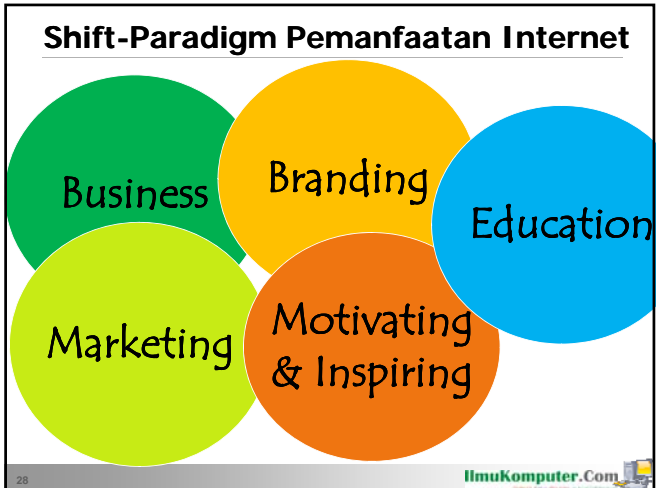 Shift-Paradigm Pemanfaatan Internet
Business
Branding
Education
Marketing
Motivating
& Inspiring
28
IlmuKomputer.Com